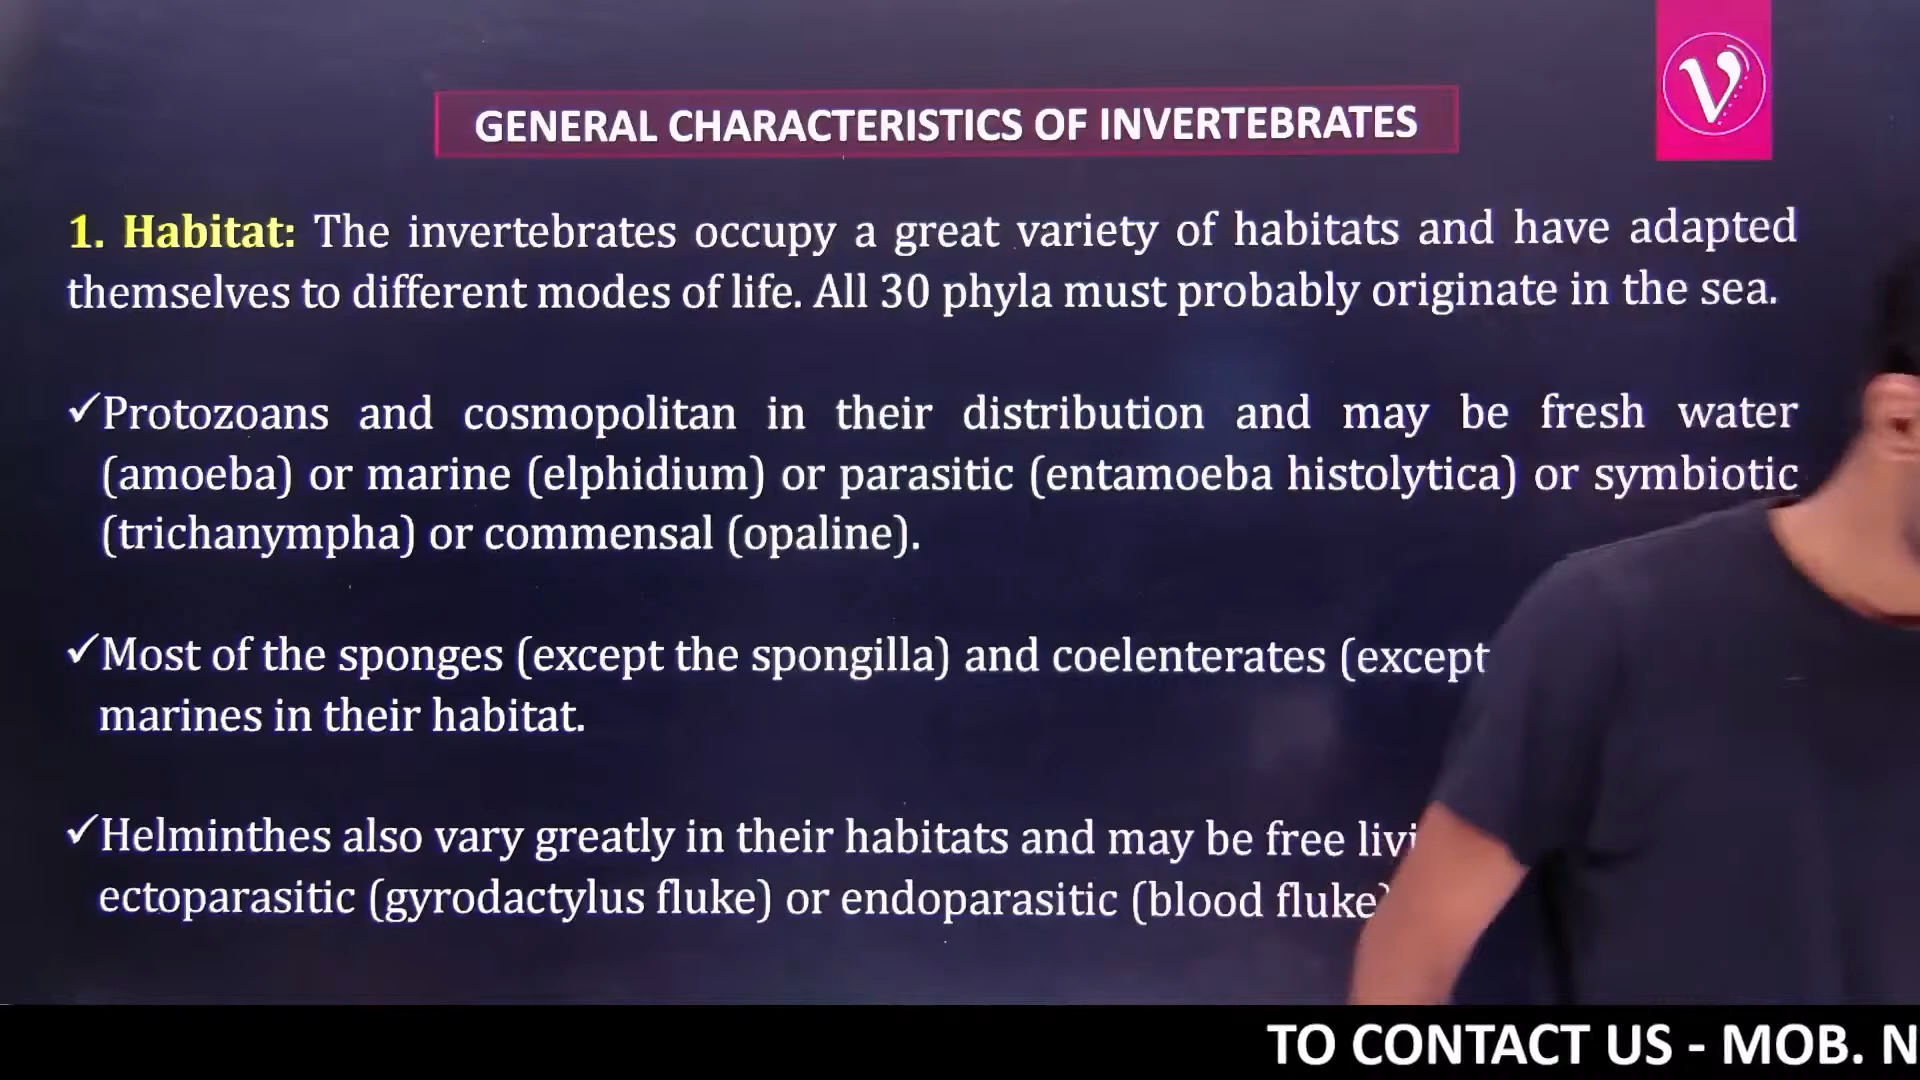 GENERAL CHARACTERISTICS OF INVERTEBRATES
1. Habitat: The invertebrates occupy a great variety of habitats and have adapted
themselves to different modes of life. All 30 phyla must probably originate in the sea.
✓Protozoans and cosmopolitan in their distribution and may be fresh water
(amoeba) or marine (elphidium) or parasitic (entamoeba histolytica) or symbiotic
(trichanympha) or commensal (opaline).
✓Most of the sponges (except the spongilla) and coelenterates (except
marines in their habitat.
✓Helminthes also vary greatly in their habitats and may be free
ectoparasitic (gyrodactylus fluke) or endoparasitic (blood fluke)
TO CONTACT US - MOB. N